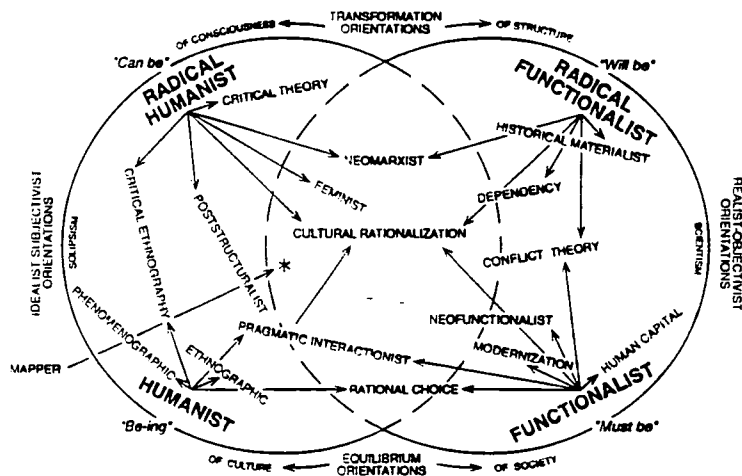 TRANSFORMATION
ORIENTATIONS
OF CONSCIOUSNESS
OF STRUCTURE
"Can be"
"Will be"
RADICAL
HUMANIST
RADICAL
FUNCTIONALIST
CRITICAL THEORY
HISTORICAL MATERIALIST
NEOMARXIST
FEMINIST
DEPENDENCY
CRITICAL ETHNOGRAPHY
POSTSTRUCTURALIST
CULTURAL RATIONALIZATION
CONFLICT THEORY
IDEALIST SUBJECTIVIST
ORIENTATIONS
SOLIPSISM
SCIENTISM
REALIST-OBJECTIVIST
ORIENTATIONS
*
PHENOMENOGRAPHIC
ETHNOGRAPHIC
PRAGMATIC INTERACTIONIST
NEOFUNCTIONALIST
MODERNIZATION
HUMAN CAPITAL
MAPPER
HUMANIST
RATIONAL CHOICE
FUNCTIONALIST
"Be-ing"
"Must be"
OF CULTURE
EQUILIBRIUM
ORIENTATIONS
OF SOCIETY